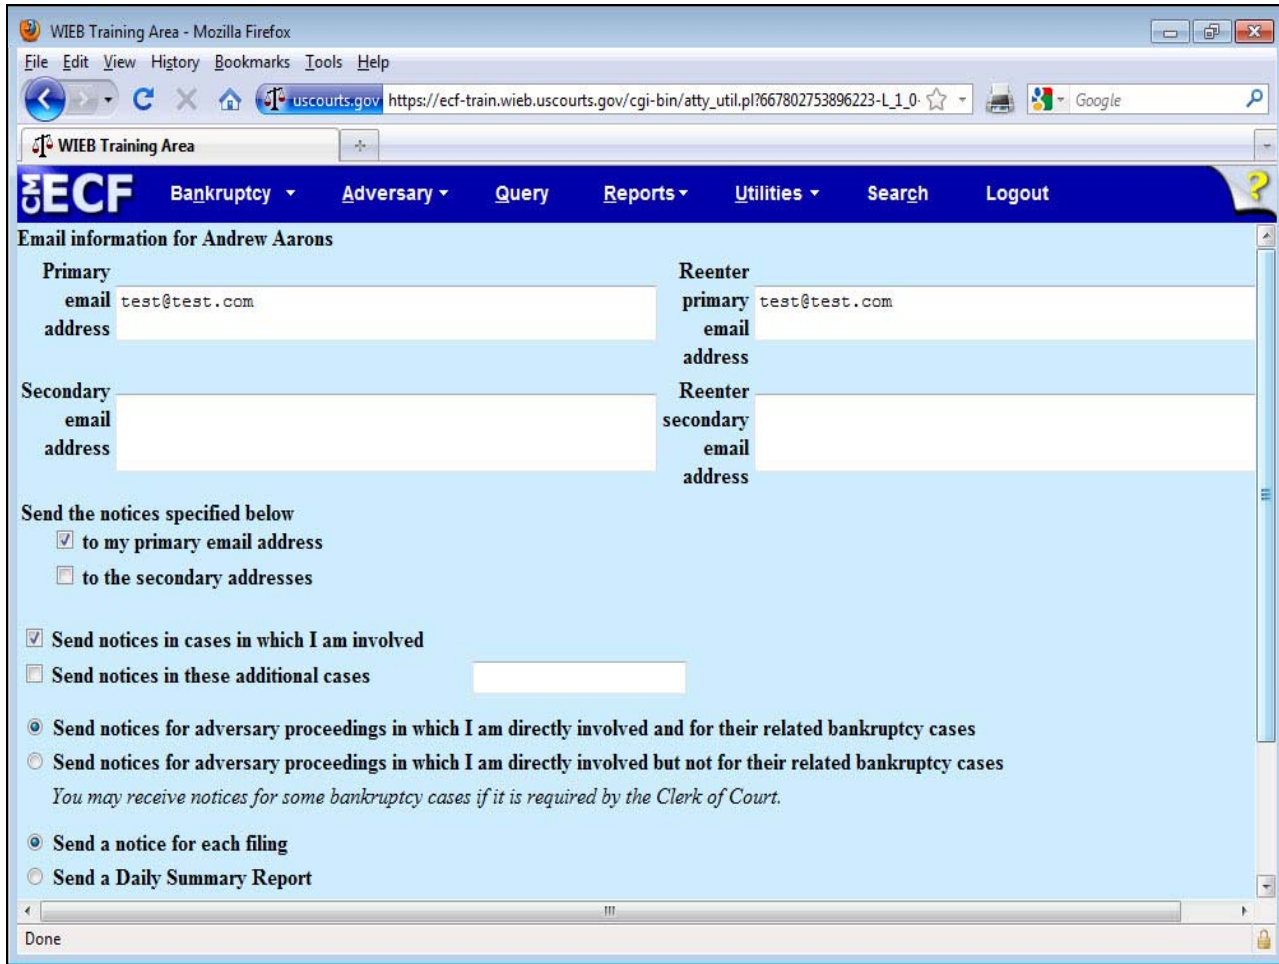 WIEB Training Area - Mozilla Firefox
File Edit View History Bookmarks Tools Help
uscourts.gov https://ecf-train.wieb.uscourts.gov/cgi-bin/atty_util.pl?667802753896223-L_1_0- Google
WIEB Training Area
CM ECF Bankruptcy Adversary Query Reports Utilities Search Logout ?
Email information for Andrew Aarons
Primary email address test@test.com Reenter primary email address test@test.com
Secondary email address Reenter secondary email address
Send the notices specified below
to my primary email address
to the secondary addresses
Send notices in cases in which I am involved
Send notices in these additional cases
Send notices for adversary proceedings in which I am directly involved and for their related bankruptcy cases
Send notices for adversary proceedings in which I am directly involved but not for their related bankruptcy cases
You may receive notices for some bankruptcy cases if it is required by the Clerk of Court.
Send a notice for each filing
Send a Daily Summary Report
Done